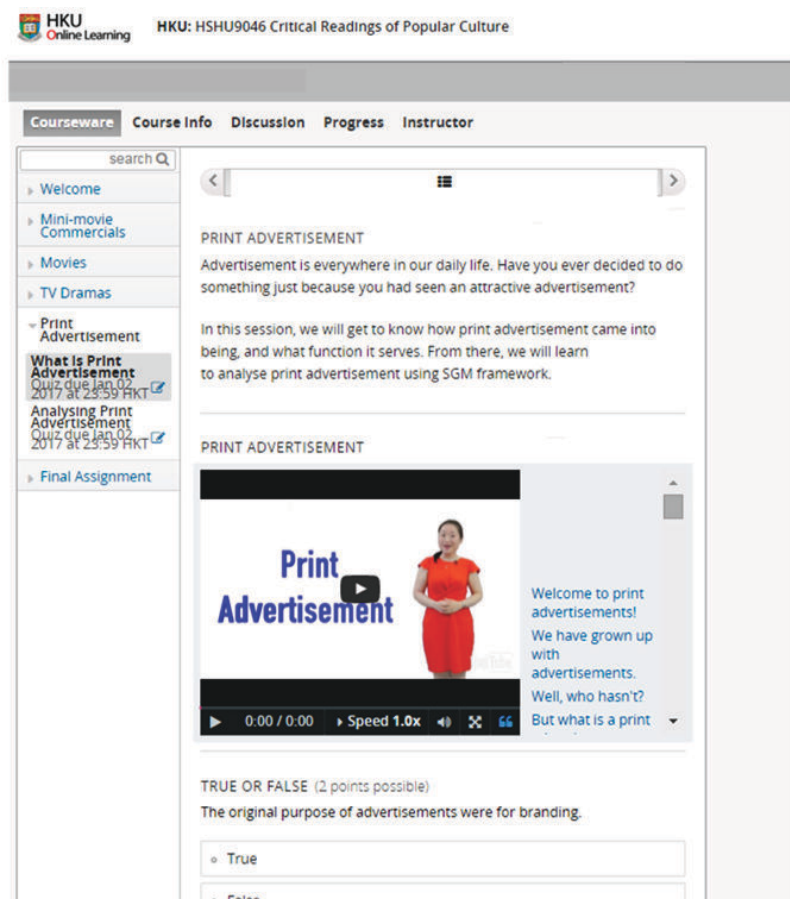 HKU
Online Learning
HKU: HSHU9046 Critical Readings of Popular Culture
Courseware Course Info Discussion Progress Instructor
search
Welcome
Mini-movie
Commercials
Movies
TV Dramas
Print
Advertisement
What is Print
Advertisement
Quiz due Jan 02,
2017 at 23:59 HKT
Analysing Print
Advertisement
Quiz due Jan 02,
2017 at 23:59 HKT
Final Assignment
PRINT ADVERTISEMENT
Advertisement is everywhere in our daily life. Have you ever decided to do
something just because you had seen an attractive advertisement?
In this session, we will get to know how print advertisement came into
being, and what function it serves. From there, we will learn
to analyse print advertisement using SGM framework.
PRINT ADVERTISEMENT
Print
Advertisement
YouTube
0:00 / 0:00 Speed 1.0x
Welcome to print
advertisements!
We have grown up
with
advertisements.
Well, who hasn't?
But what is a print
TRUE OR FALSE (2 points possible)
The original purpose of advertisements were for branding.
True
False